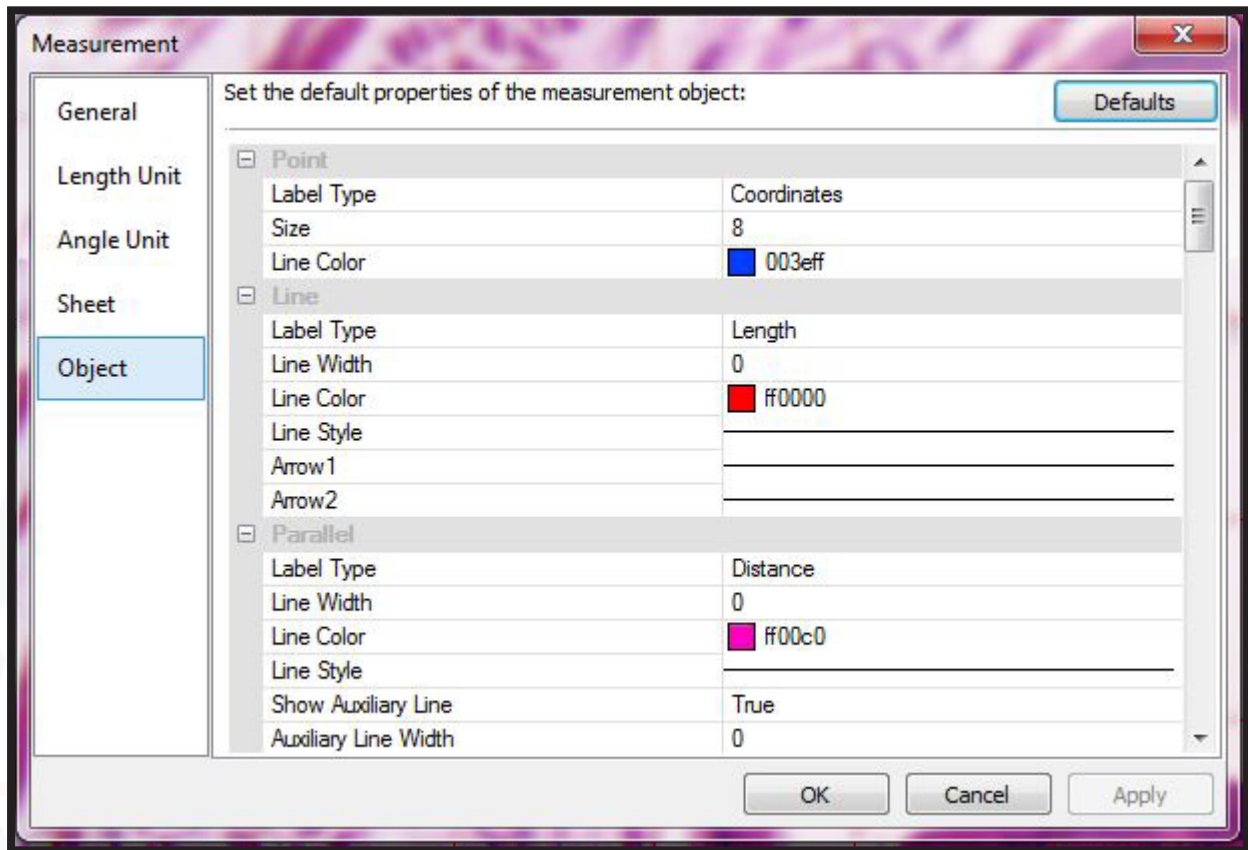 Measurement
General
Length Unit
Angle Unit
Sheet
Object
Set the default properties of the measurement object:
Defaults
Point
Label Type Coordinates
Size 8
Line Color 003eff
Line
Label Type Length
Line Width 0
Line Color ff0000
Line Style
Arrow1
Arrow2
Parallel
Label Type Distance
Line Width 0
Line Color ff00c0
Line Style
Show Auxiliary Line True
Auxiliary Line Width 0
OK Cancel Apply